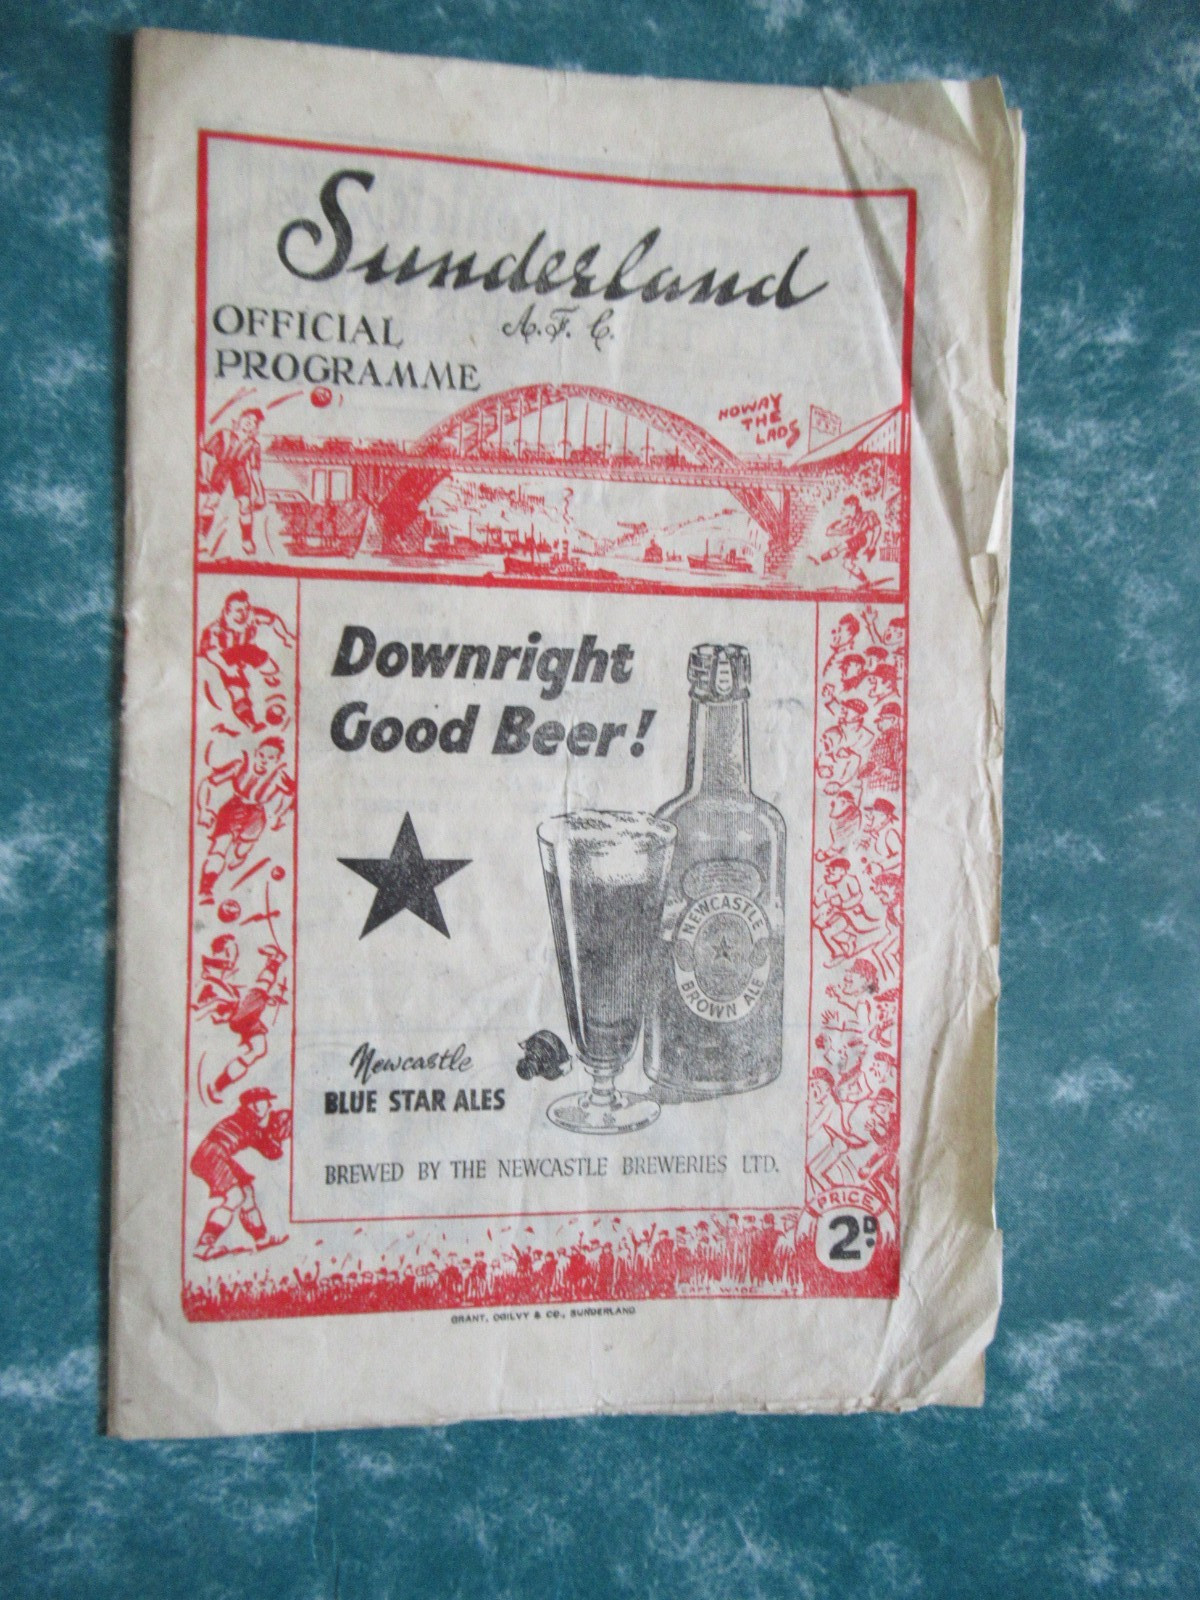 Sunderland
A.F.C.
OFFICIAL
PROGRAMME
HOWAY
THE
LADS
Downright
Good Beer!
NEWCASTLE
BROWN ALE
Newcastle
BLUE STAR ALES
BREWED BY THE NEWCASTLE BREWERIES LTD.
PRICE
2D.
GRANT, OGILVY & CO., SUNDERLAND